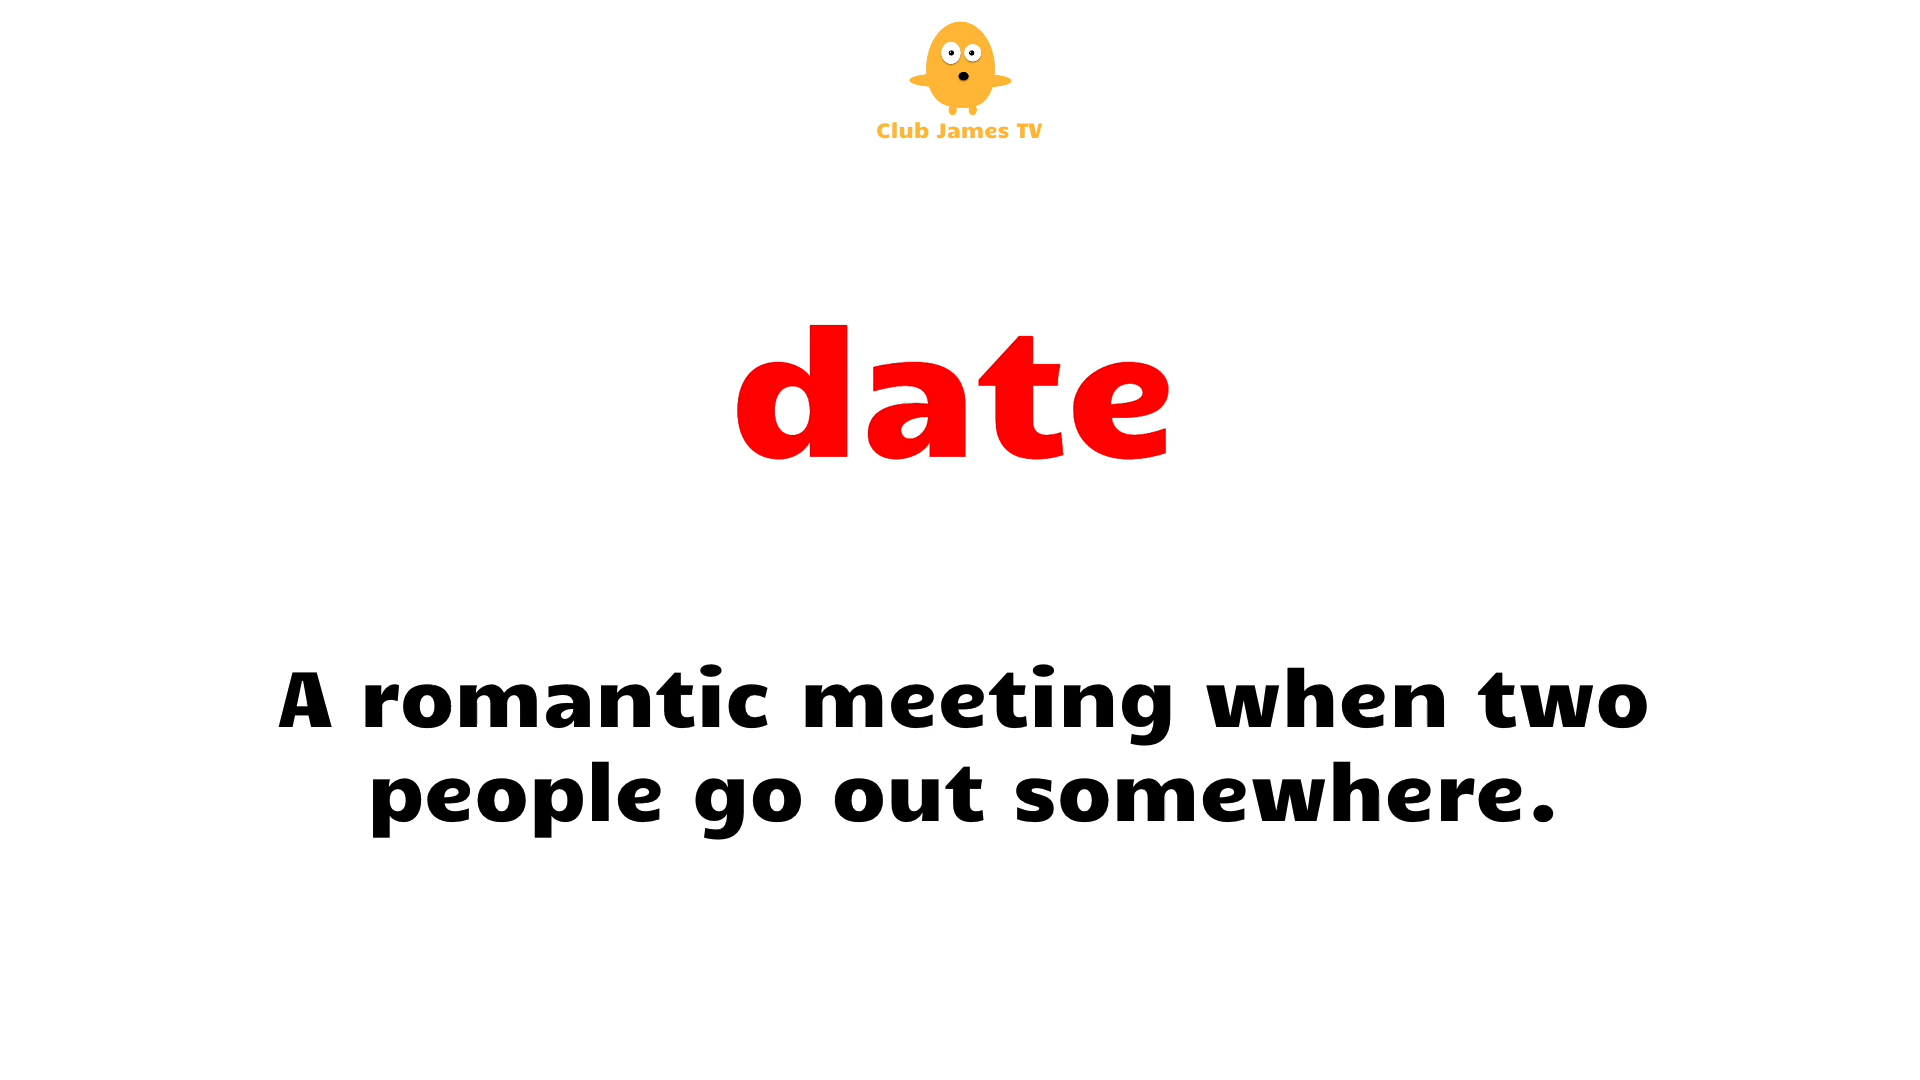 Club James TV
date
A romantic meeting when two
people go out somewhere.